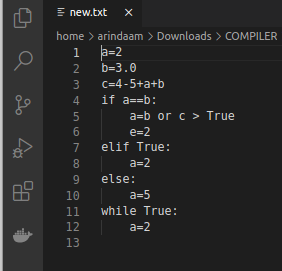 new.txt
home > arindaam > Downloads > COMPILER
1 a=2
2 b=3.0
3 c=4-5+a+b
4 if a==b:
5     a=b or c > True
6     e=2
7 elif True:
8     a=2
9 else:
10     a=5
11 while True:
12     a=2
13